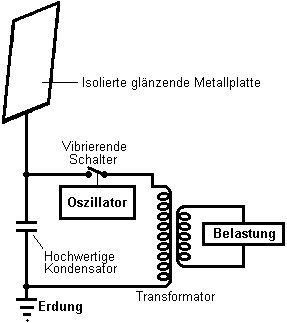 Isolierte glänzende Metallplatte
Vibrierende
Schalter
Oszillator
Belastung
Hochwertige
Kondensator
Transformator
Erdung